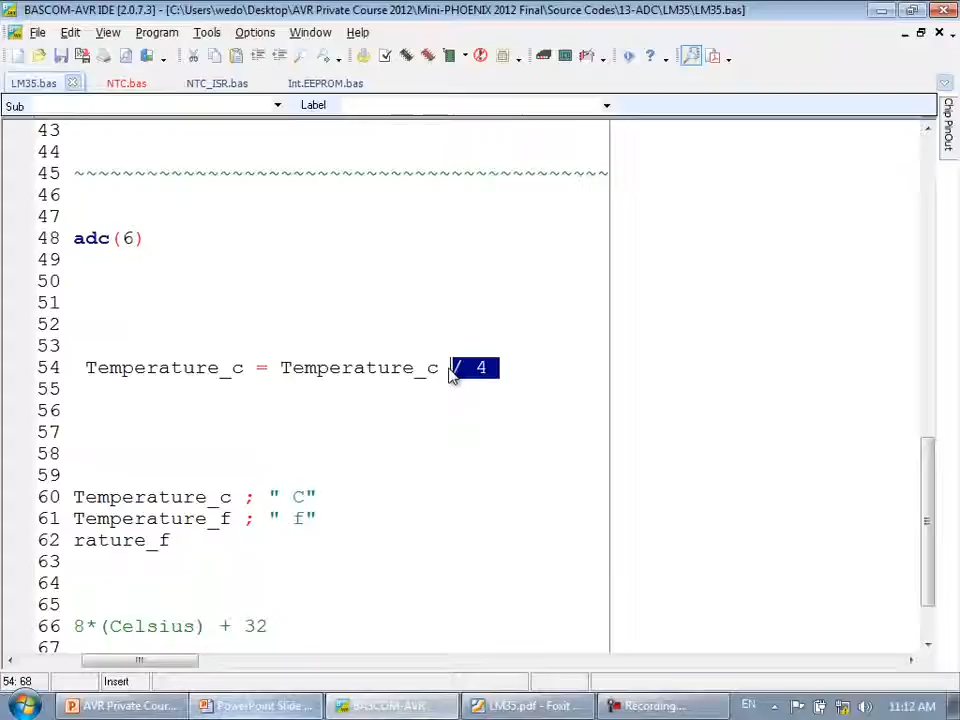 BASCOM-AVR IDE [2.0.7.3] - [C:\Users\wedo\Desktop\AVR Private Course 2012\Mini-PHOENIX 2012 Final\Source Codes\13-ADC\LM35\LM35.bas]
File Edit View Program Tools Options Window Help
LM35.bas NTC.bas NTC_ISR.bas Int.EEPROM.bas
Sub Label
Chip PinOut
43
44
45 ~~~~~~~~~~~~~~~~~~~~~~~~~~~~~~~~~~~~~~~~~~~~
46
47
48 adc(6)
49
50
51
52
53
54 Temperature_c = Temperature_c / 4
55
56
57
58
59
60 Temperature_c ; " C"
61 Temperature_f ; " f"
62 rature_f
63
64
65
66 8*(Celsius) + 32
67
54: 68 Insert
AVR Private Cour... PowerPoint Slide ... BASCOM-AVR LM35.pdf - Foxit ... Recording... EN 11:12 AM